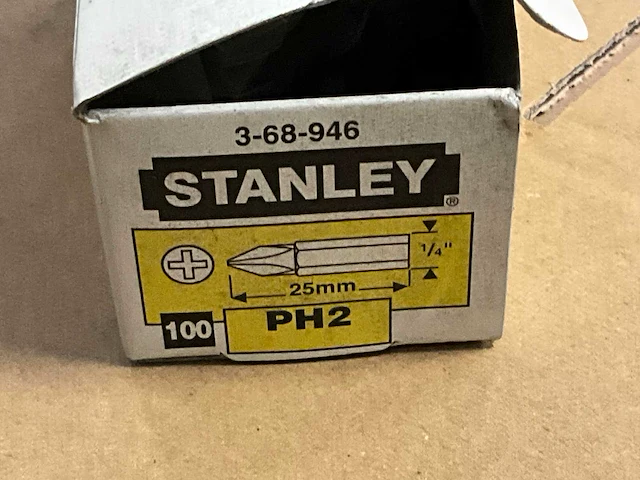 3-68-946
STANLEY®
1/4"
25mm
100 PH2